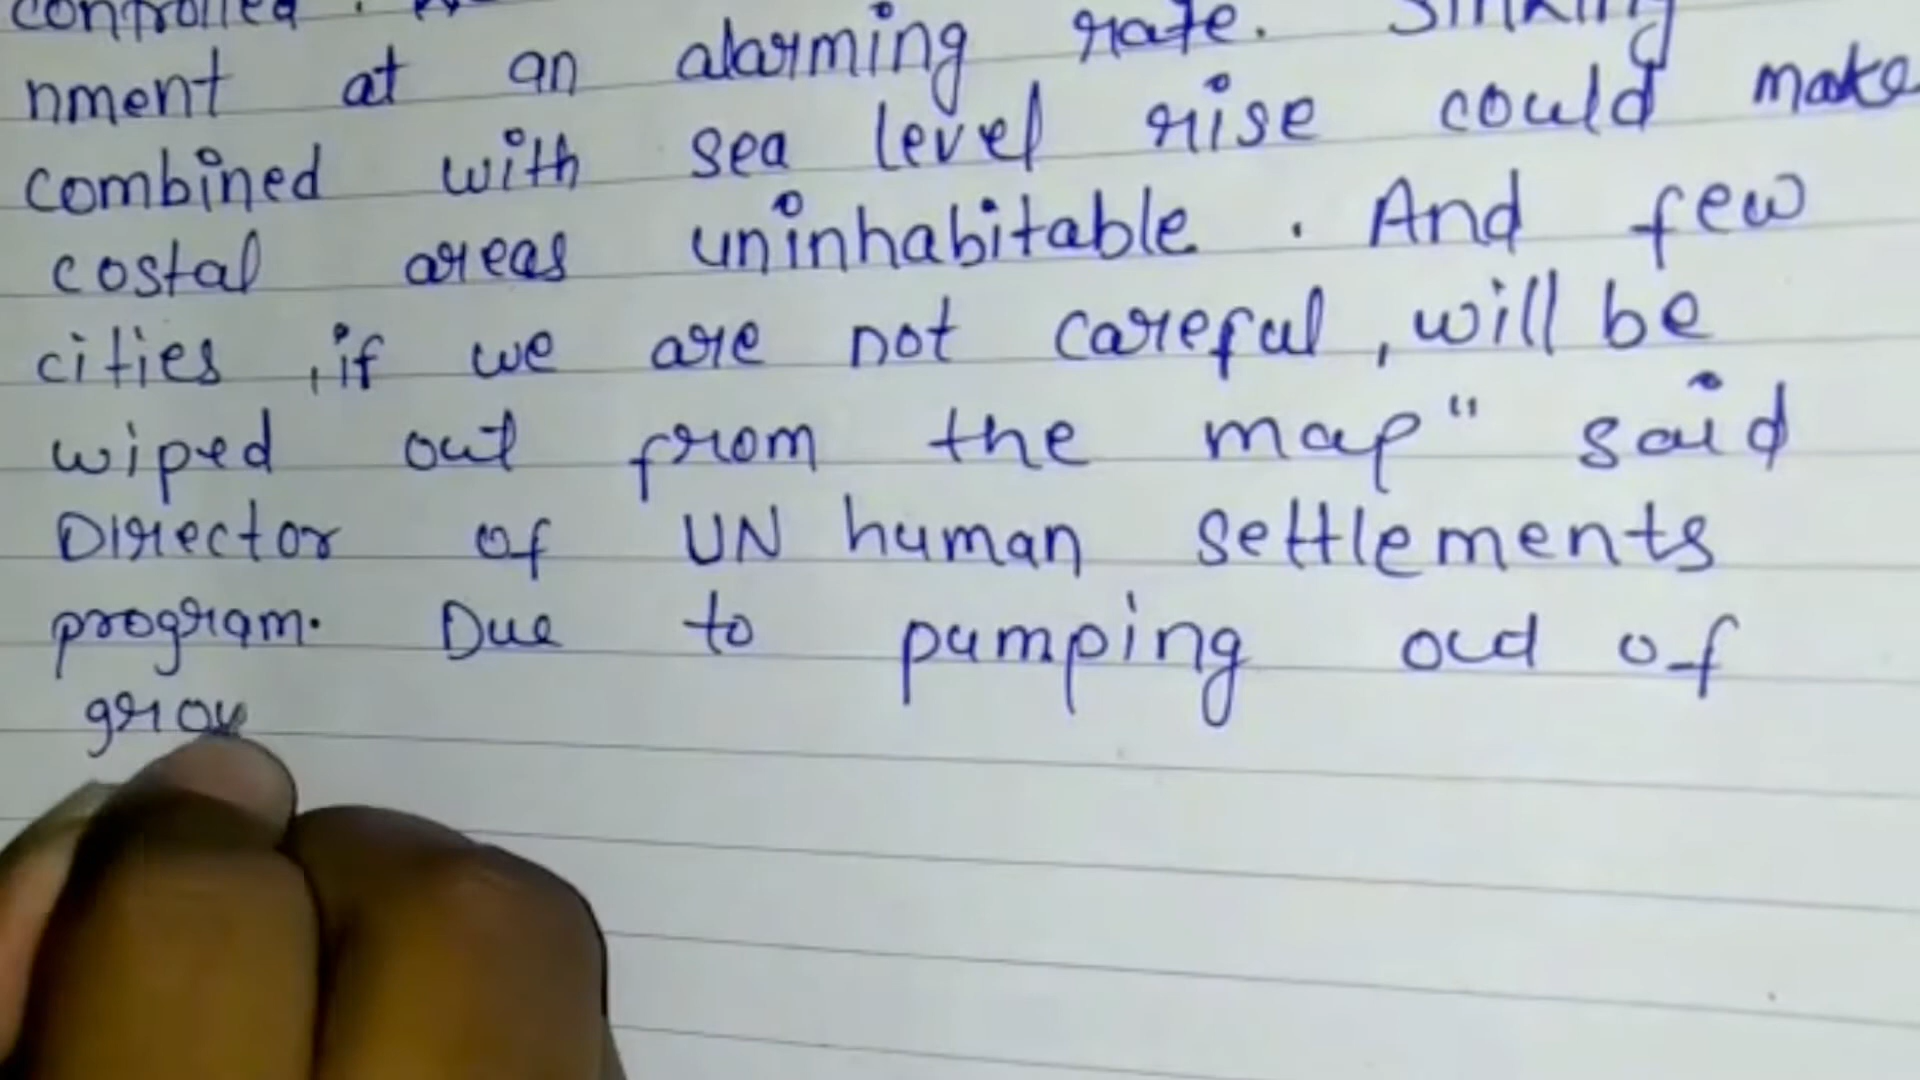 controlled.
nment at an alarming rate. Sinking
combined with sea level rise could make
costal areas uninhabitable. And few
cities, if we are not careful, will be
wiped out from the map" said
Director of UN human settlements
program. Due to pumping out of
grou